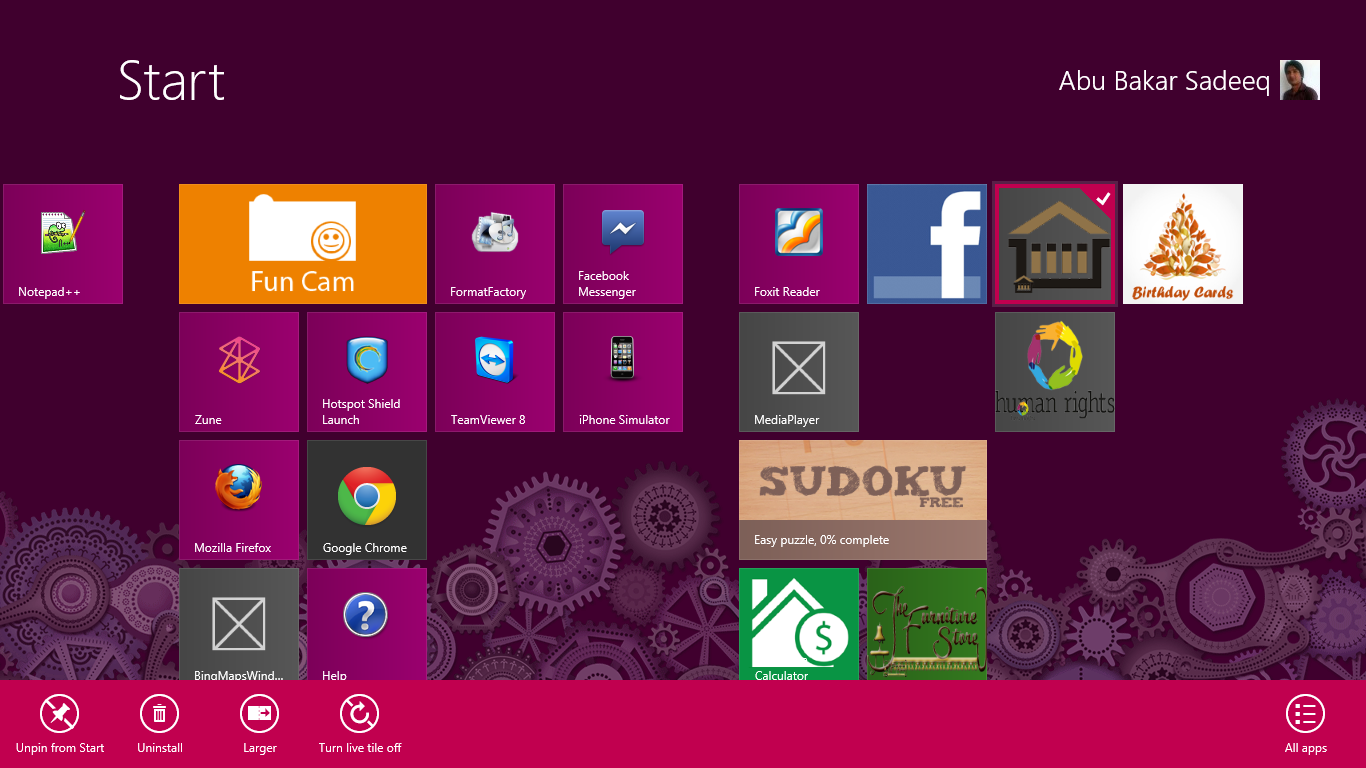 Start
Abu Bakar Sadeeq
Notepad++
Fun Cam
FormatFactory
Facebook
Messenger
Foxit Reader
f
Birthday Cards
Zune
Hotspot Shield
Launch
TeamViewer 8
iPhone Simulator
MediaPlayer
human rights
Mozilla Firefox
Google Chrome
SUDOKU
FREE
Easy puzzle, 0% complete
BingMapsWind...
?
Help
$
Calculator
The
Furniture
Store
Unpin from Start
Uninstall
Larger
Turn live tile off
All apps